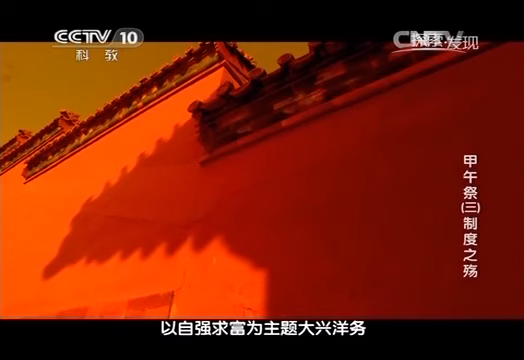 CCTV 10
科教
CNTV
探索·发现
甲午祭(三)制度之殇
以自强求富为主题大兴洋务